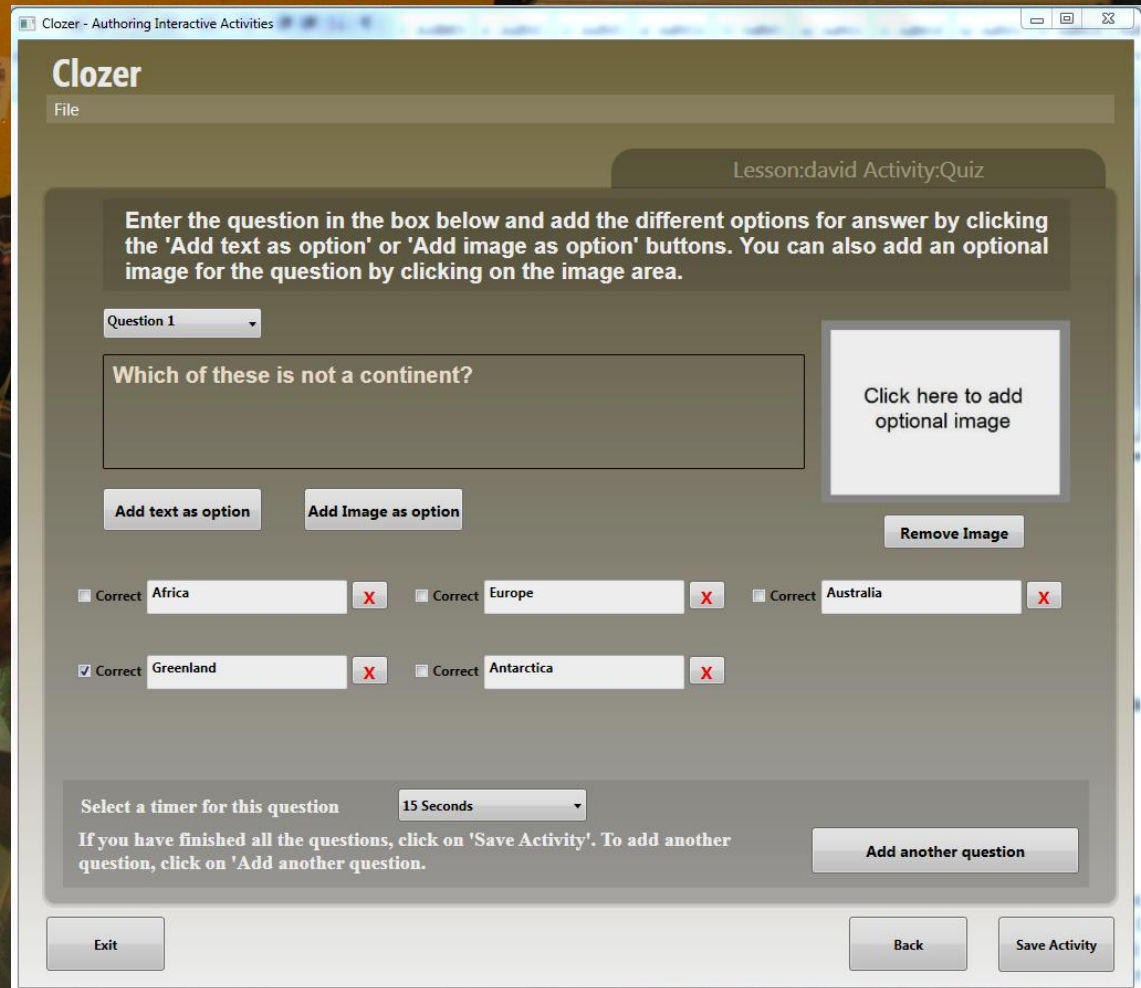 Clozer - Authoring Interactive Activities
Clozer
File
Lesson:david Activity:Quiz
Enter the question in the box below and add the different options for answer by clicking
the 'Add text as option' or 'Add image as option' buttons. You can also add an optional
image for the question by clicking on the image area.
Question 1
Which of these is not a continent?
Click here to add
optional image
Add text as option
Add Image as option
Remove Image
Correct Africa X Correct Europe X Correct Australia X
Correct Greenland X Correct Antarctica X
Select a timer for this question 15 Seconds
If you have finished all the questions, click on 'Save Activity'. To add another
question, click on 'Add another question.
Add another question
Exit Back Save Activity